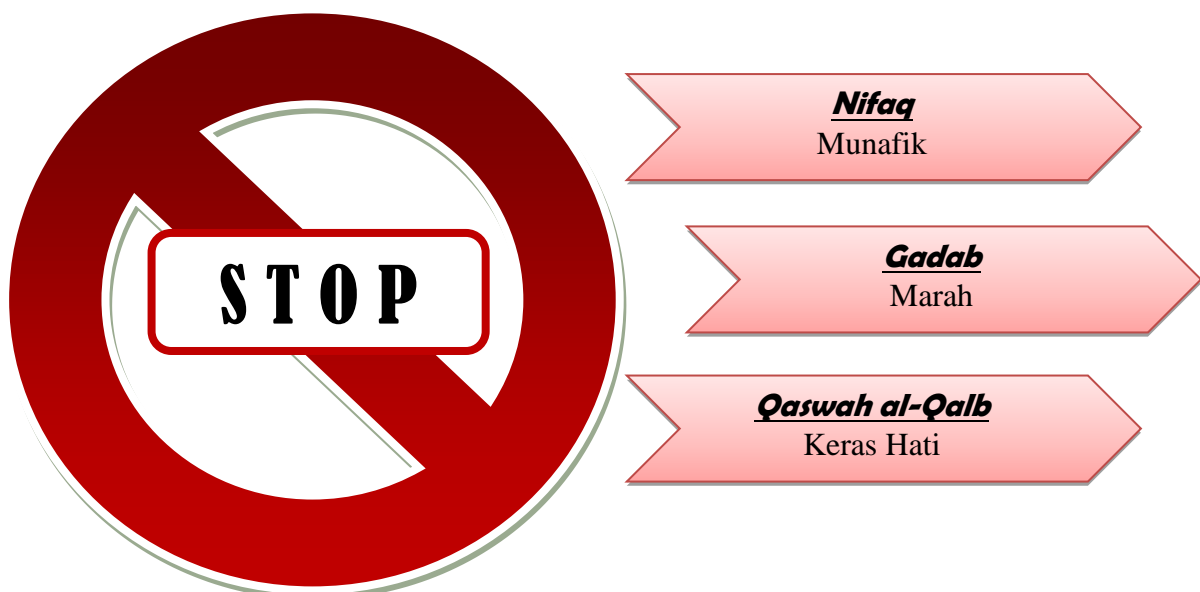 STOP
Nifaq
Munafik
Gadab
Marah
Qaswah al-Qalb
Keras Hati